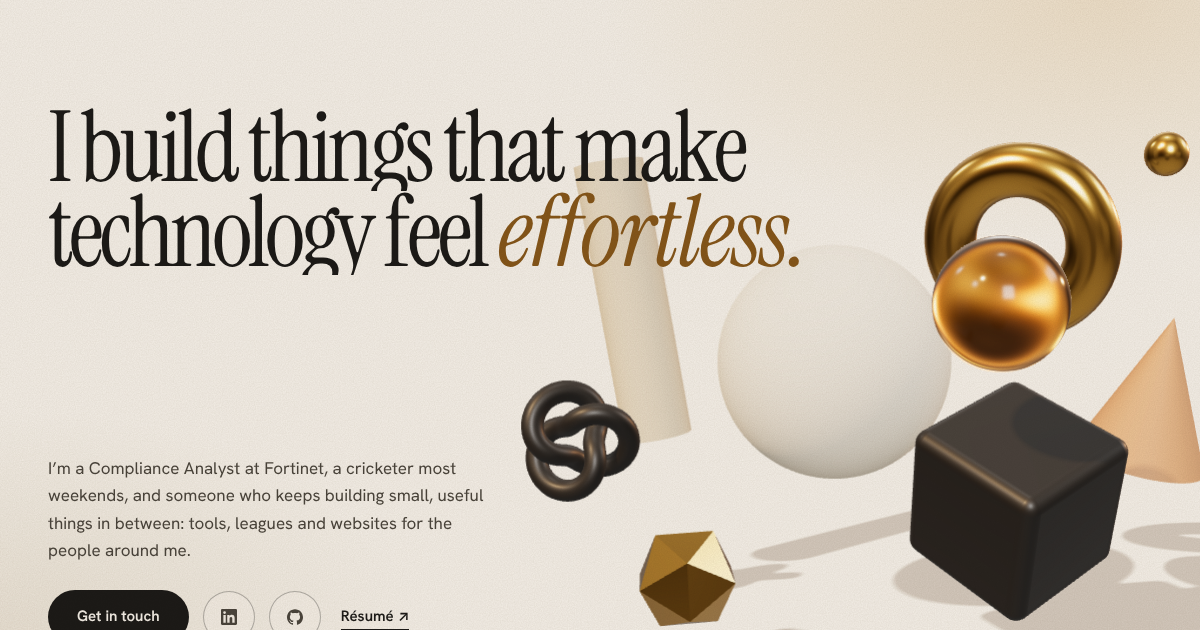 I build things that make
technology feel effortless.
I’m a Compliance Analyst at Fortinet, a cricketer most
weekends, and someone who keeps building small, useful
things in between: tools, leagues and websites for the
people around me.
Get in touch
in
Résumé ↗